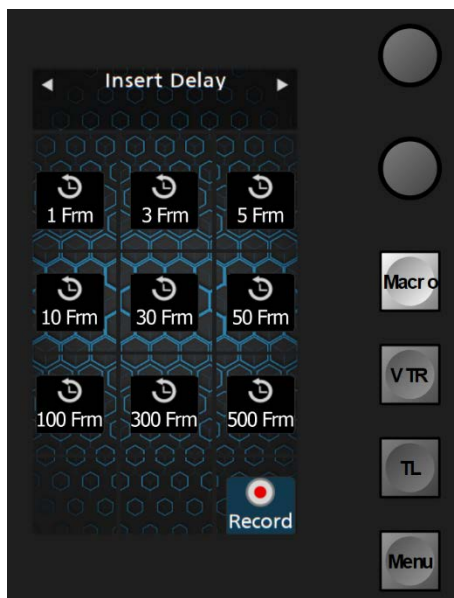 Insert Delay
1 Frm 3 Frm 5 Frm
10 Frm 30 Frm 50 Frm
100 Frm 300 Frm 500 Frm
Record
Macro
VTR
TL
Menu